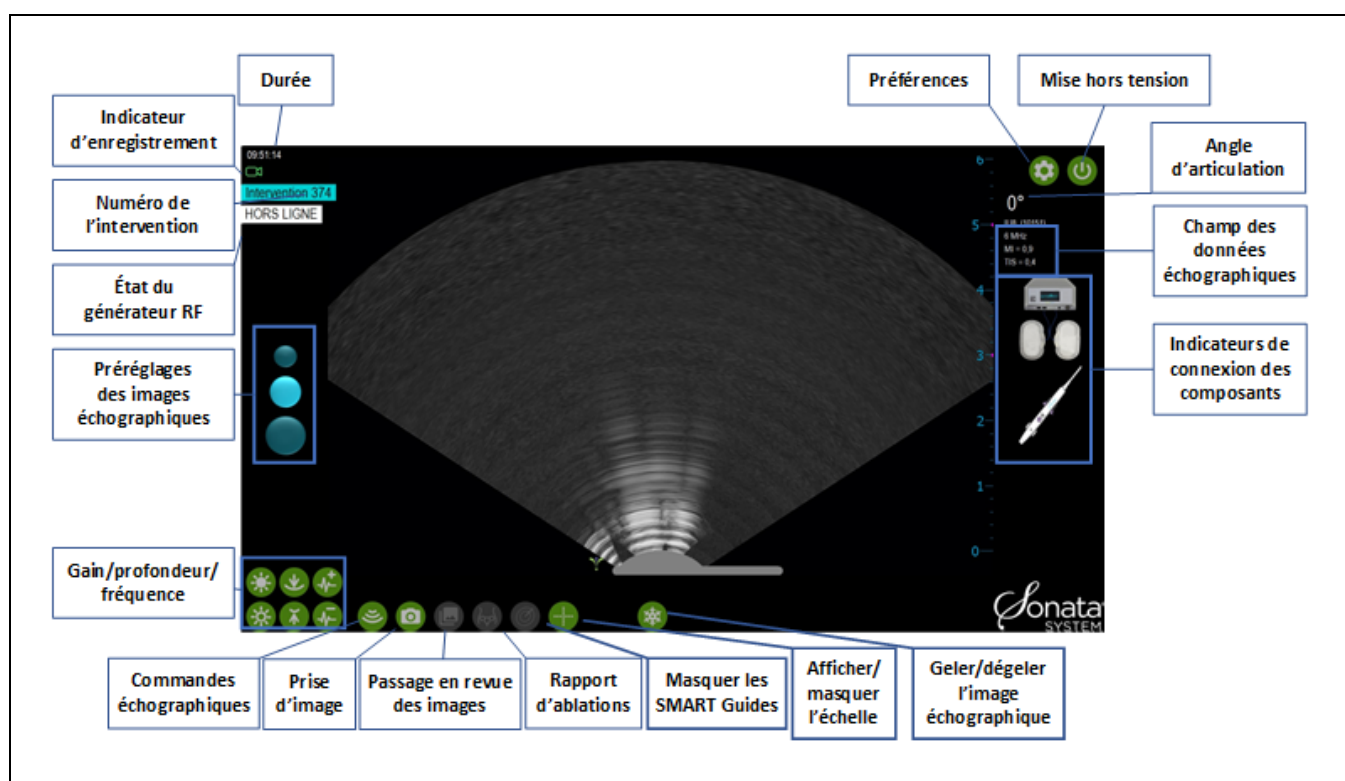 Durée
Préférences
Mise hors tension
Indicateur
d'enregistrement
Numéro de
l'intervention
État du
générateur RF
Préréglages
des images
échographiques
Gain/profondeur/
fréquence
09:51:14
Intervention 374
HORS LIGNE
6
5
4
3
2
1
0
0°
6 MHz
MI = 0,9
TIS = 0,4
Angle
d'articulation
Champ des
données
échographiques
Indicateurs de
connexion des
composants
Sonata
SYSTEM
Commandes
échographiques
Prise
d'image
Passage en revue
des images
Rapport
d'ablations
Masquer les
SMART Guides
Afficher/
masquer
l'échelle
Geler/dégeler
l'image
échographique